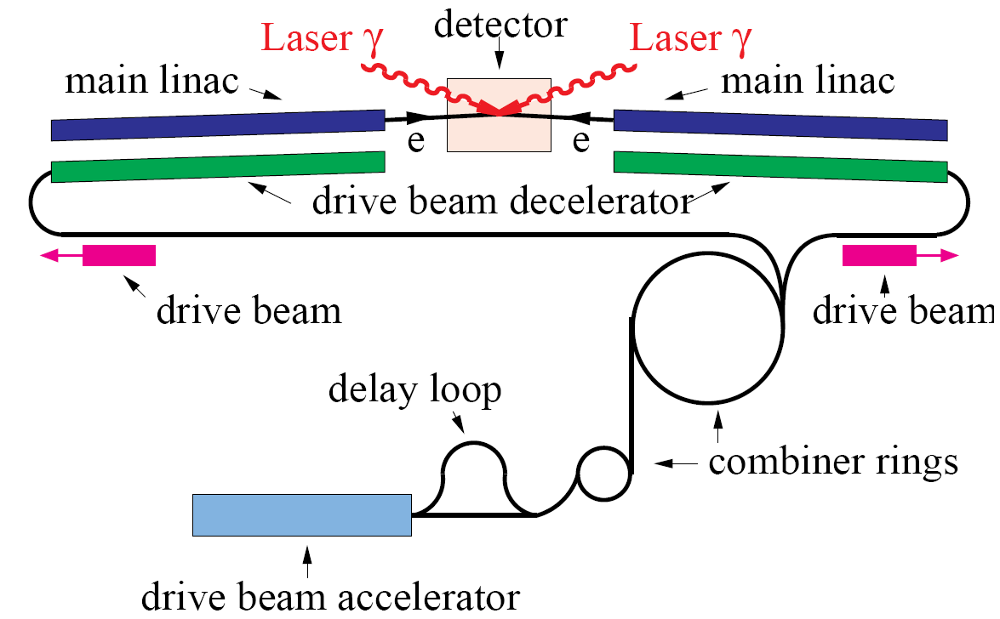 detector
Laser γ
Laser γ
main linac
main linac
e
e
drive beam decelerator
drive beam
drive beam
delay loop
combiner rings
drive beam accelerator